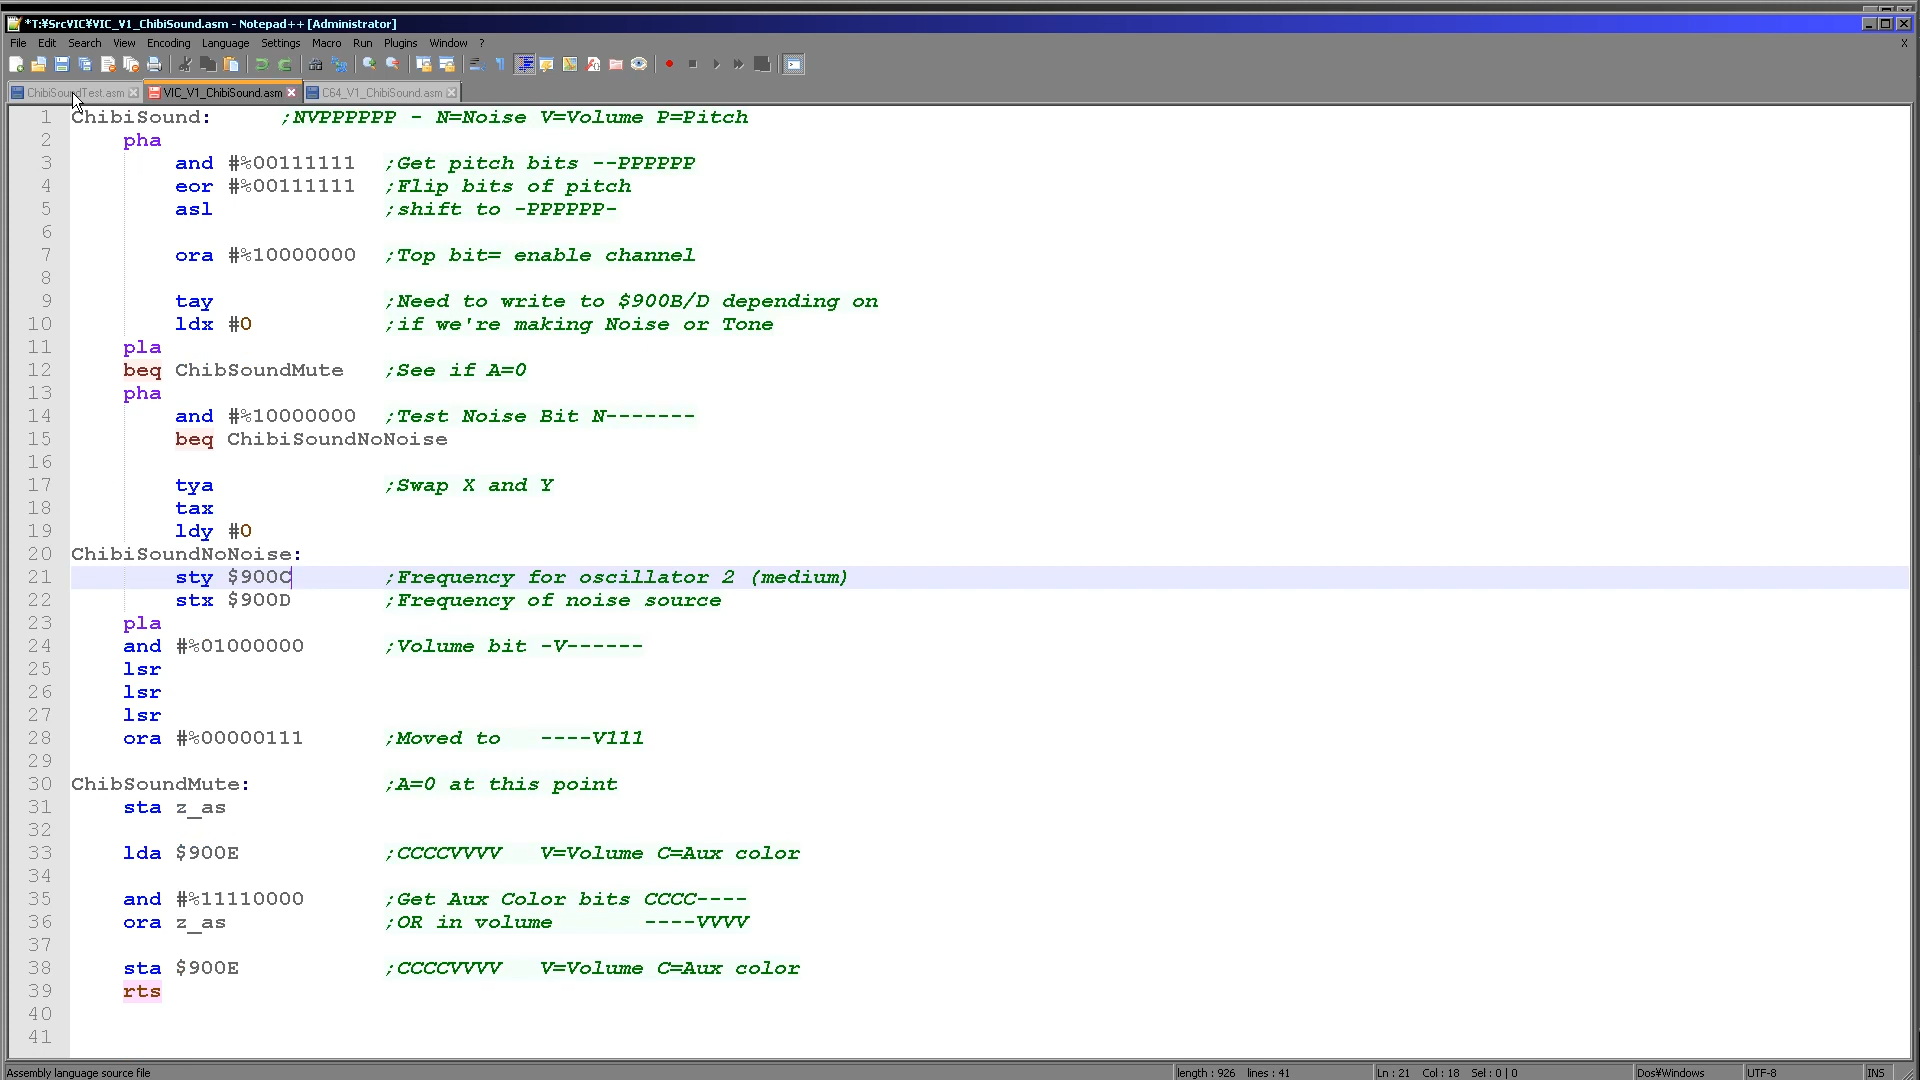 *T:¥SrcVIC¥VIC_V1_ChibiSound.asm - Notepad++ [Administrator]
File Edit Search View Encoding Language Settings Macro Run Plugins Window ? X
ChibiSoundTest.asm VIC_V1_ChibiSound.asm C64_V1_ChibiSound.asm
1 ChibiSound: ;NVPPPPPP - N=Noise V=Volume P=Pitch
2 pha
3 and #%00111111 ;Get pitch bits --PPPPPP
4 eor #%00111111 ;Flip bits of pitch
5 asl ;shift to -PPPPPP-
6
7 ora #%10000000 ;Top bit= enable channel
8
9 tay ;Need to write to $900B/D depending on
10 ldx #0 ;if we're making Noise or Tone
11 pla
12 beq ChibSoundMute ;See if A=0
13 pha
14 and #%10000000 ;Test Noise Bit N-------
15 beq ChibiSoundNoNoise
16
17 tya ;Swap X and Y
18 tax
19 ldy #0
20 ChibiSoundNoNoise:
21 sty $900C ;Frequency for oscillator 2 (medium)
22 stx $900D ;Frequency of noise source
23 pla
24 and #%01000000 ;Volume bit -V------
25 lsr
26 lsr
27 lsr
28 ora #%00000111 ;Moved to ----V111
29
30 ChibSoundMute: ;A=0 at this point
31 sta z_as
32
33 lda $900E ;CCCCVVVV V=Volume C=Aux color
34
35 and #%11110000 ;Get Aux Color bits CCCC----
36 ora z_as ;OR in volume ----VVVV
37
38 sta $900E ;CCCCVVVV V=Volume C=Aux color
39 rts
40
41
Assembly language source file length : 926 lines : 41 Ln : 21 Col : 18 Sel : 0 | 0 Dos¥Windows UTF-8 INS